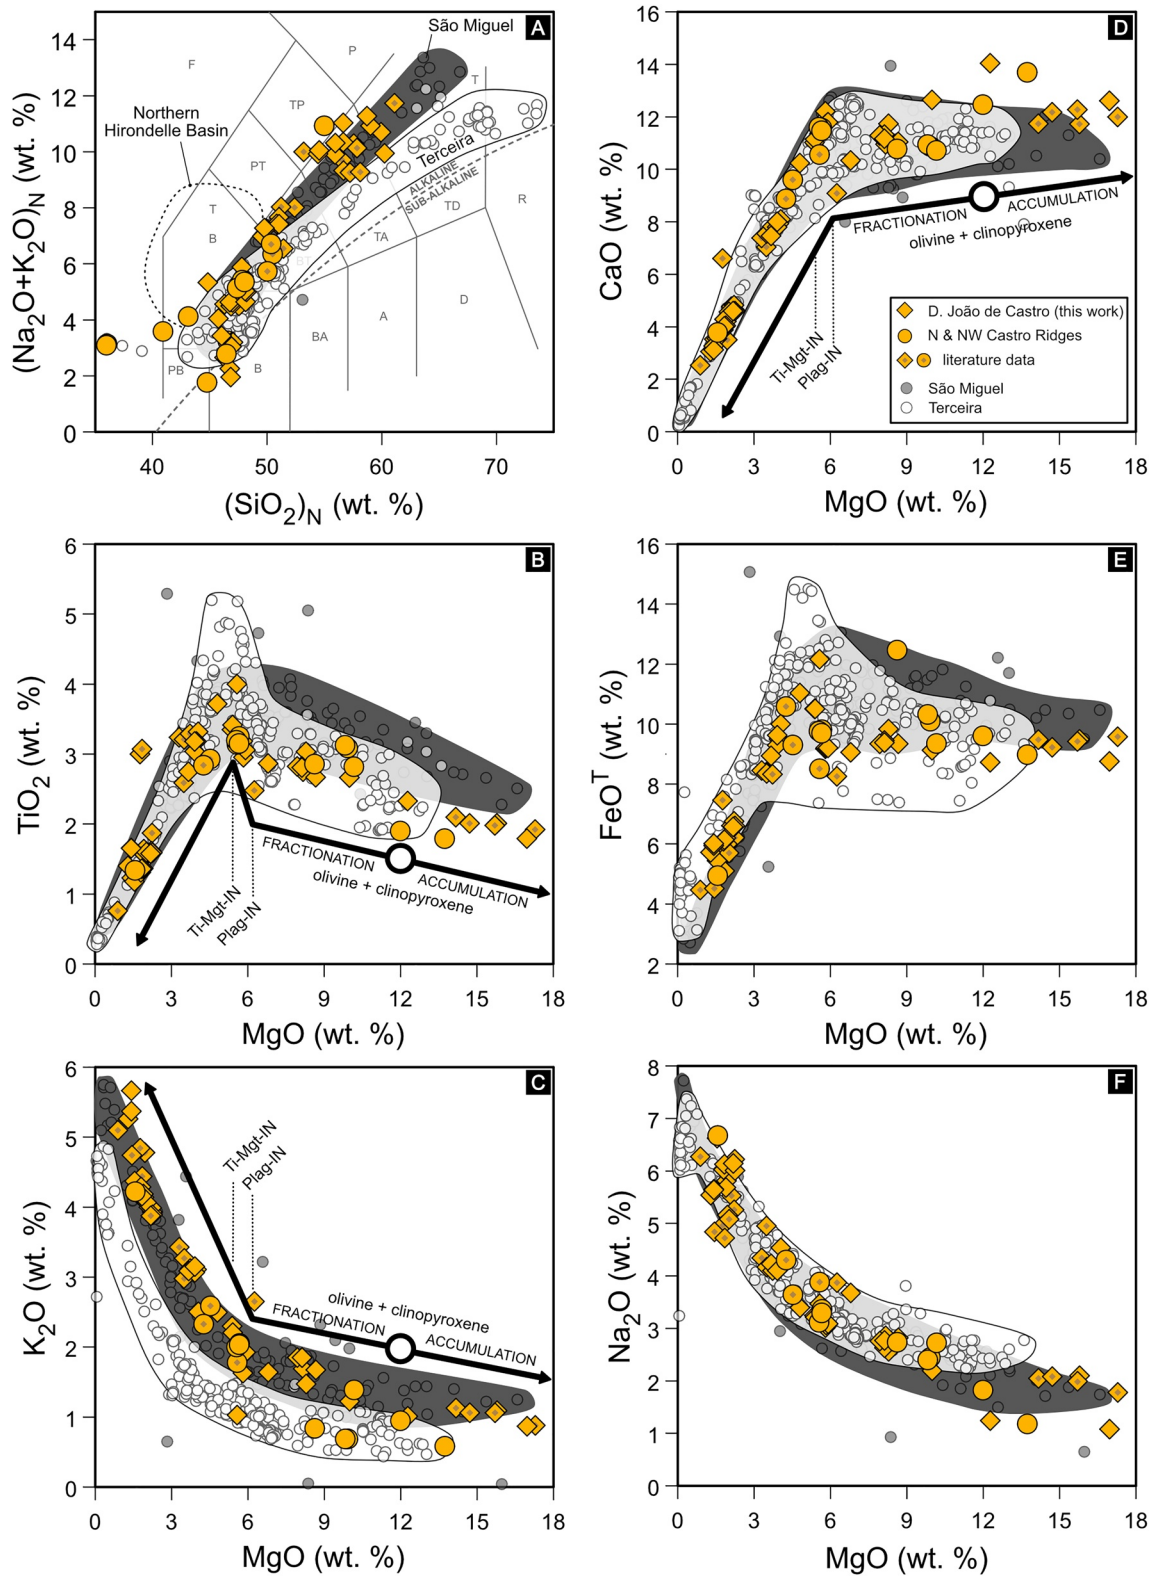 A
São Miguel
14
12
10
8
6
4
2
0
F
P
T
TP
Northern
Hirondelle Basin
PT
Terceira
ALKALINE
SUB-ALKALINE
T
TD
R
B
TA
BT
D
A
BA
PB
B
40
50
60
70
(Na2O+K2O)N (wt. %)
(SiO2)N (wt. %)
D
16
14
12
10
8
6
4
2
0
FRACTIONATION
ACCUMULATION
olivine + clinopyroxene
Ti-Mgt-IN
Plag-IN
D. João de Castro (this work)
N & NW Castro Ridges
literature data
São Miguel
Terceira
0
3
6
9
12
15
18
CaO (wt. %)
MgO (wt. %)
B
6
5
4
3
2
1
0
FRACTIONATION
ACCUMULATION
olivine + clinopyroxene
Ti-Mgt-IN
Plag-IN
0
3
6
9
12
15
18
TiO2 (wt. %)
MgO (wt. %)
E
16
14
12
10
8
6
4
2
0
3
6
9
12
15
18
FeOT (wt. %)
MgO (wt. %)
C
6
5
4
3
2
1
0
Ti-Mgt-IN
Plag-IN
olivine + clinopyroxene
FRACTIONATION
ACCUMULATION
0
3
6
9
12
15
18
K2O (wt. %)
MgO (wt. %)
F
8
7
6
5
4
3
2
1
0
0
3
6
9
12
15
18
Na2O (wt. %)
MgO (wt. %)